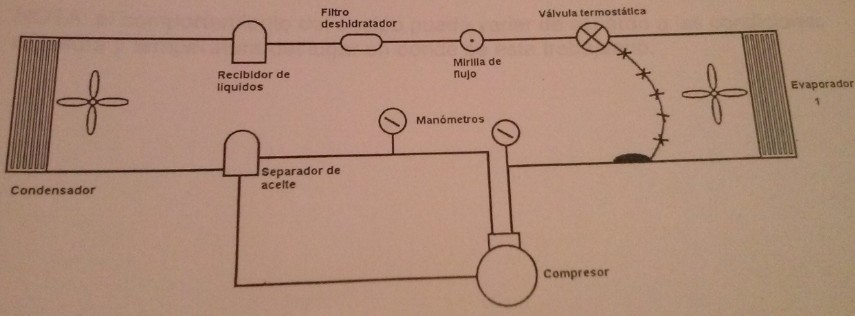 Filtro
deshidratador
Válvula termostática
Recibidor de
líquidos
Mirilla de
flujo
Evaporador
1
Manómetros
Separador de
aceite
Condensador
Compresor